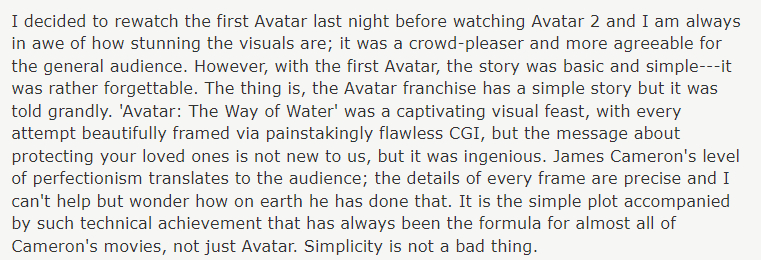 I decided to rewatch the first Avatar last night before watching Avatar 2 and I am always
in awe of how stunning the visuals are; it was a crowd-pleaser and more agreeable for
the general audience. However, with the first Avatar, the story was basic and simple---it
was rather forgettable. The thing is, the Avatar franchise has a simple story but it was
told grandly. 'Avatar: The Way of Water' was a captivating visual feast, with every
attempt beautifully framed via painstakingly flawless CGI, but the message about
protecting your loved ones is not new to us, but it was ingenious. James Cameron's level
of perfectionism translates to the audience; the details of every frame are precise and I
can't help but wonder how on earth he has done that. It is the simple plot accompanied
by such technical achievement that has always been the formula for almost all of
Cameron's movies, not just Avatar. Simplicity is not a bad thing.